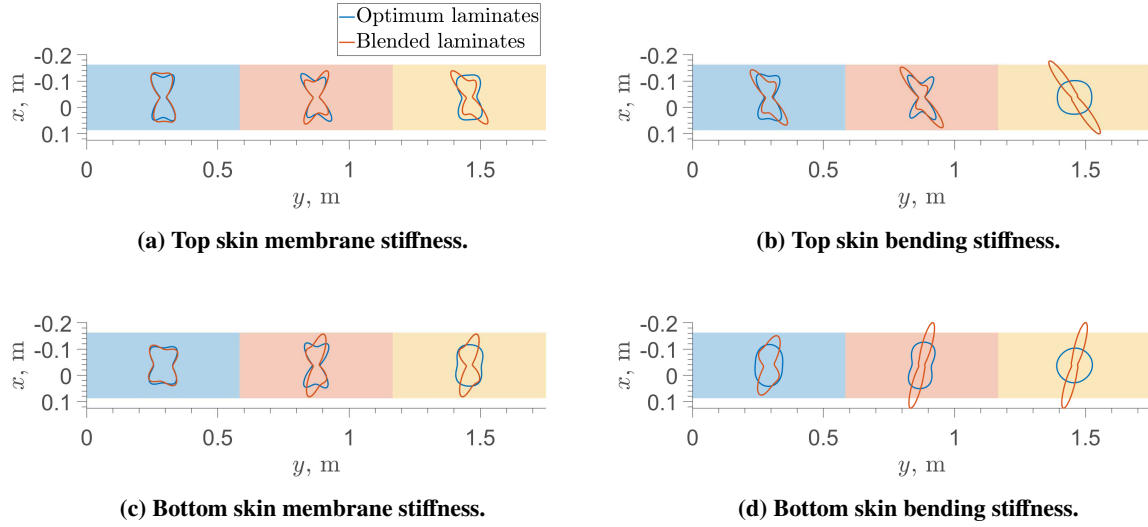 Optimum laminates
Blended laminates
-0.2
-0.1
0
0.1
x, m
0 0.5 1 1.5
y, m
(a) Top skin membrane stiffness.
-0.2
-0.1
0
0.1
x, m
0 0.5 1 1.5
y, m
(b) Top skin bending stiffness.
-0.2
-0.1
0
0.1
x, m
0 0.5 1 1.5
y, m
(c) Bottom skin membrane stiffness.
-0.2
-0.1
0
0.1
x, m
0 0.5 1 1.5
y, m
(d) Bottom skin bending stiffness.